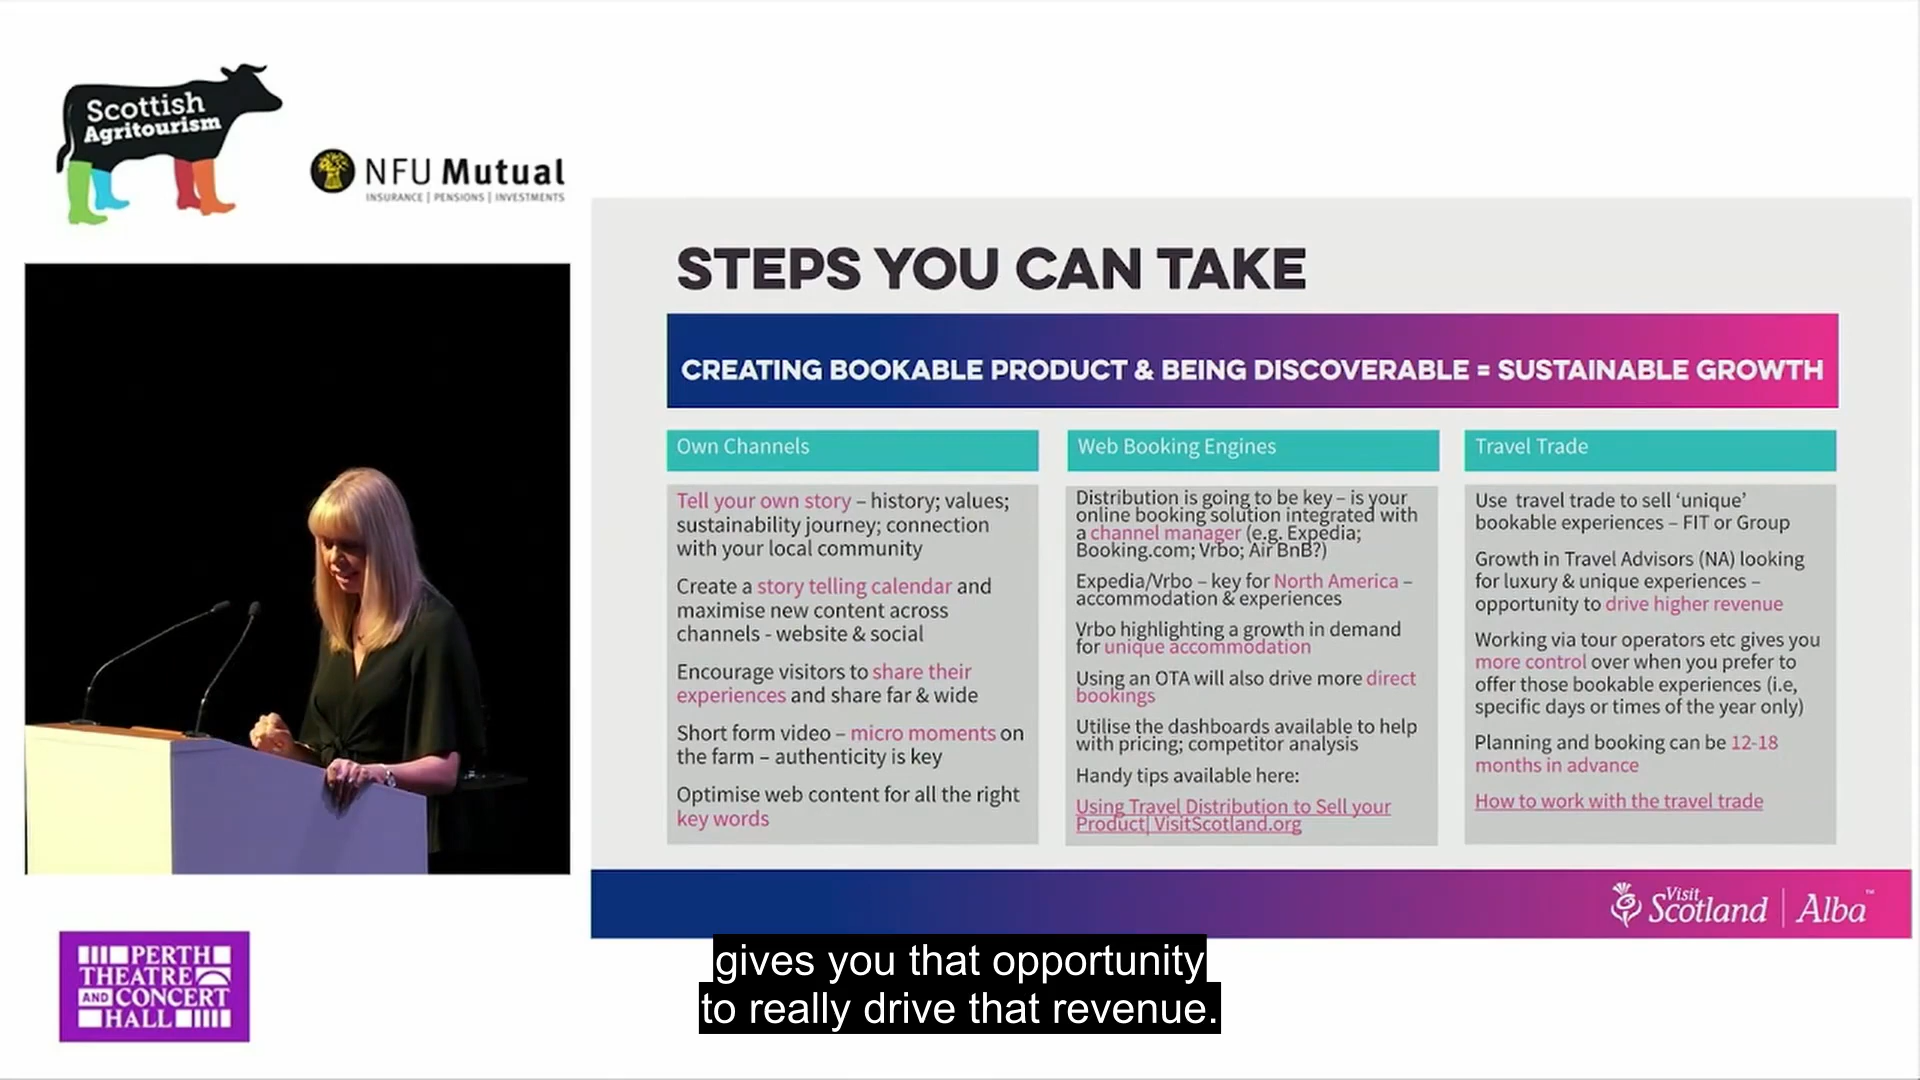 Scottish
Agritourism
NFU Mutual
INSURANCE | PENSIONS | INVESTMENTS
STEPS YOU CAN TAKE
CREATING BOOKABLE PRODUCT & BEING DISCOVERABLE = SUSTAINABLE GROWTH
Own Channels
Tell your own story – history; values;
sustainability journey; connection
with your local community
Create a story telling calendar and
maximise new content across
channels - website & social
Encourage visitors to share their
experiences and share far & wide
Short form video – micro moments on
the farm – authenticity is key
Optimise web content for all the right
key words
Web Booking Engines
Distribution is going to be key – is your
online booking solution integrated with
a channel manager (e.g. Expedia;
Booking.com; Vrbo; Air BnB?)
Expedia/Vrbo – key for North America –
accommodation & experiences
Vrbo highlighting a growth in demand
for unique accommodation
Using an OTA will also drive more direct
bookings
Utilise the dashboards available to help
with pricing; competitor analysis
Handy tips available here:
Using Travel Distribution to Sell your
Product| VisitScotland.org
Travel Trade
Use travel trade to sell ‘unique’
bookable experiences – FIT or Group
Growth in Travel Advisors (NA) looking
for luxury & unique experiences –
opportunity to drive higher revenue
Working via tour operators etc gives you
more control over when you prefer to
offer those bookable experiences (i.e,
specific days or times of the year only)
Planning and booking can be 12-18
months in advance
How to work with the travel trade
Visit
Scotland | Alba™
PERTH
THEATRE
AND CONCERT
HALL
gives you that opportunity
to really drive that revenue.